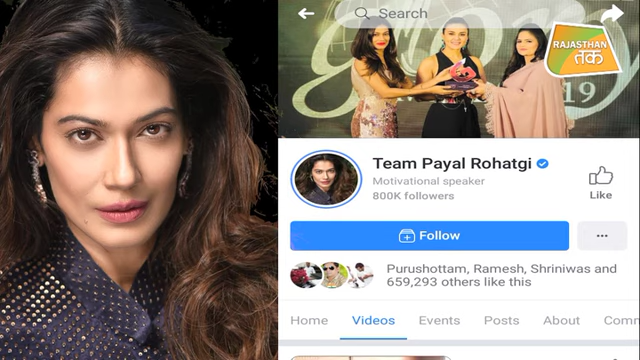 Search
RAJASTHAN
तक
19
Team Payal Rohatgi
Motivational speaker
800K followers
Like
Follow
Purushottam, Ramesh, Shriniwas and
659,293 others like this
Home
Videos
Events
Posts
About
Comm